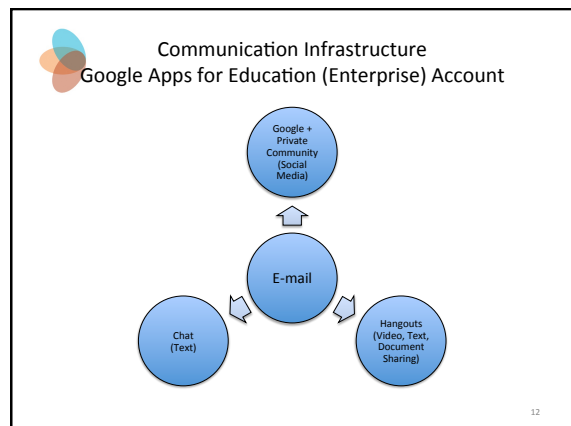 Communication Infrastructure
Google Apps for Education (Enterprise) Account
Google +
Private
Community
(Social
Media)
E-mail
Chat
(Text)
Hangouts
(Video, Text,
Document
Sharing)
12